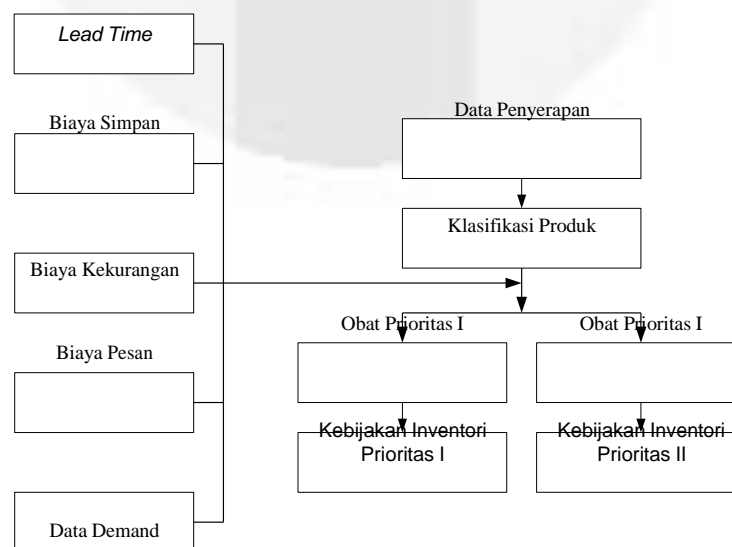 Lead Time
Biaya Simpan
Biaya Kekurangan
Biaya Pesan
Data Demand
Data Penyerapan
Klasifikasi Produk
Obat Prioritas I
Obat Prioritas I
Kebijakan Inventori
Prioritas I
Kebijakan Inventori
Prioritas II